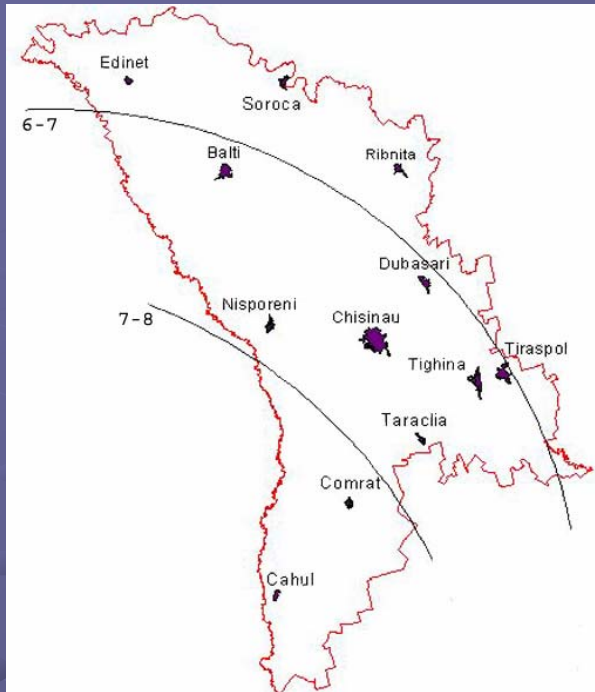 Edinet
Soroca
6-7
Balti
Ribnita
Dubasari
Nisporeni
7-8
Chisinau
Tiraspol
Tighina
Taraclia
Comrat
Cahul